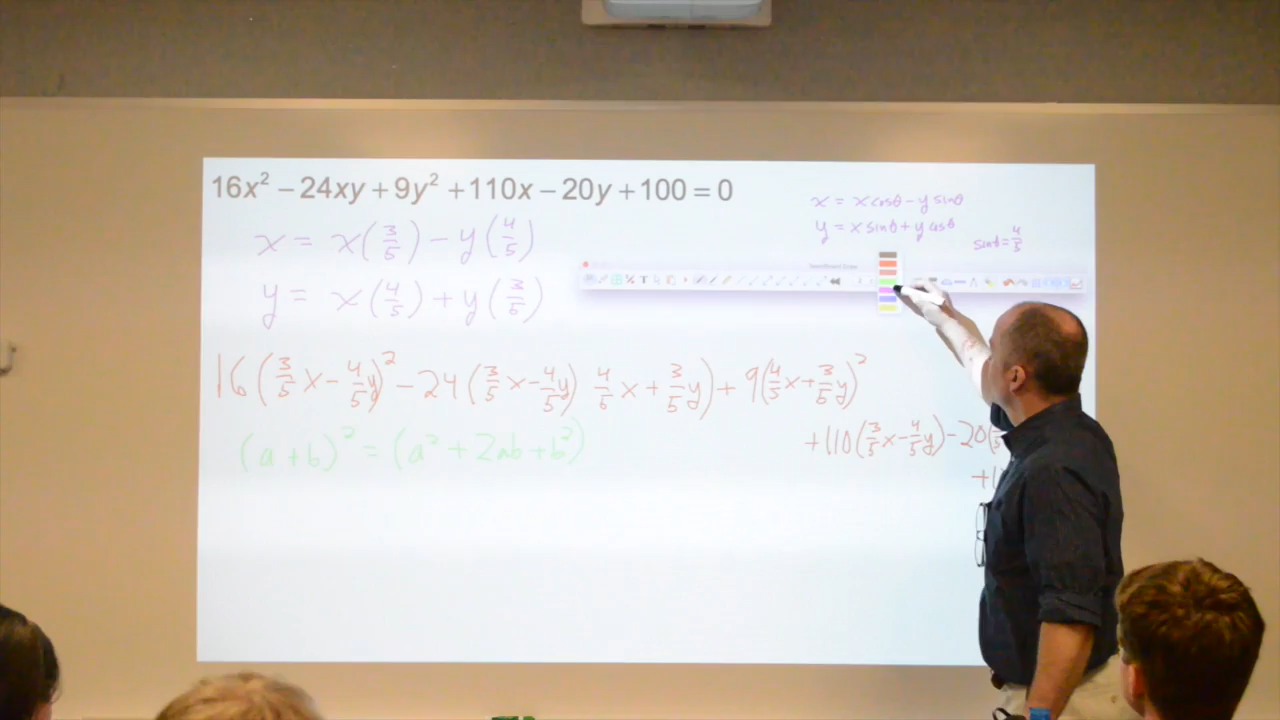 16x² − 24xy + 9y² + 110x − 20y + 100 = 0
x = x cosθ − y sinθ
y = x sinθ + y cosθ
sinθ = 4/5
x = x(3/5) − y(4/5)
y = x(4/5) + y(3/5)
16(3/5x − 4/5y)² − 24(3/5x − 4/5y) 4/5x + 3/5y) + 9(4/5x + 3/5y)²
+110(3/5x − 4/5y) − 20(
+1
(a + b)² = (a² + 2ab + b²)